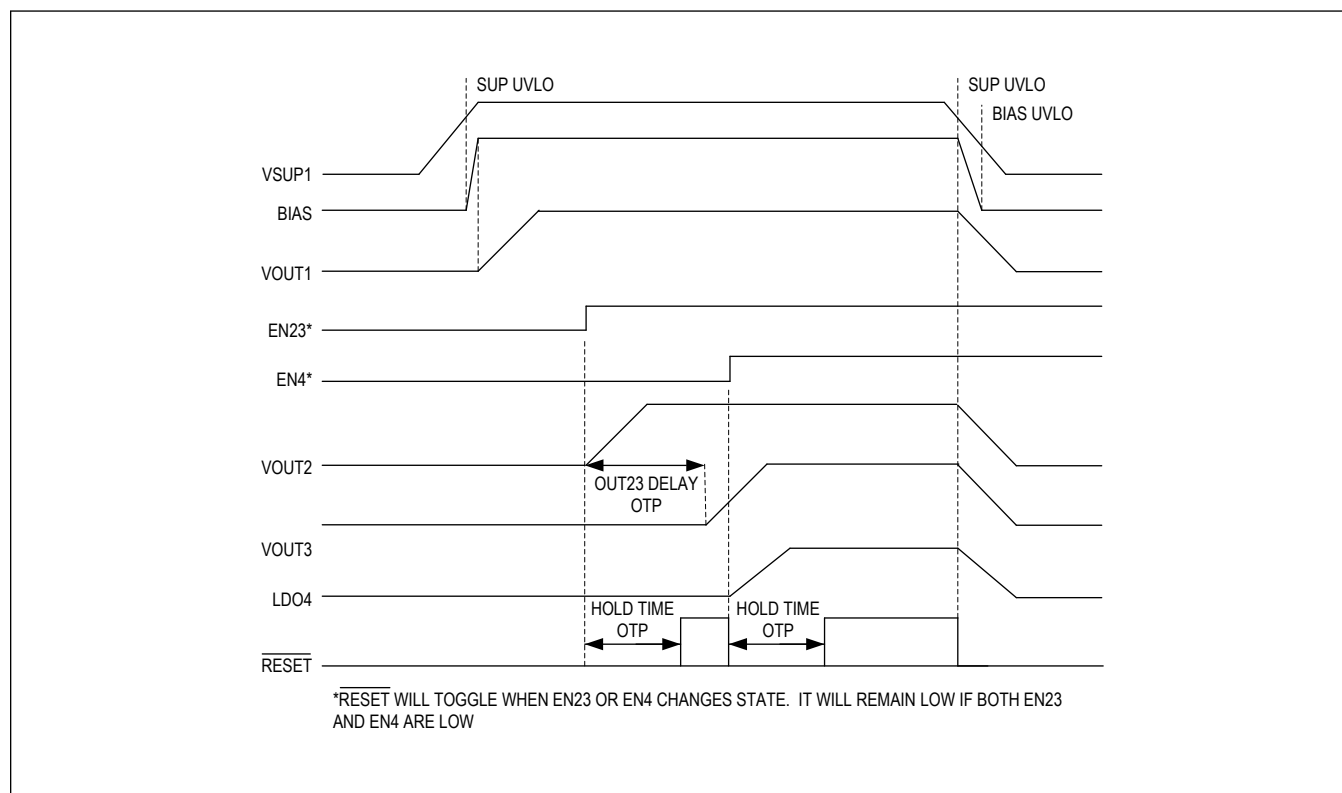 SUP UVLO
SUP UVLO
BIAS UVLO
VSUP1
BIAS
VOUT1
EN23*
EN4*
VOUT2
OUT23 DELAY
OTP
VOUT3
LDO4
HOLD TIME
OTP
HOLD TIME
OTP
RESET
*RESET WILL TOGGLE WHEN EN23 OR EN4 CHANGES STATE. IT WILL REMAIN LOW IF BOTH EN23
AND EN4 ARE LOW